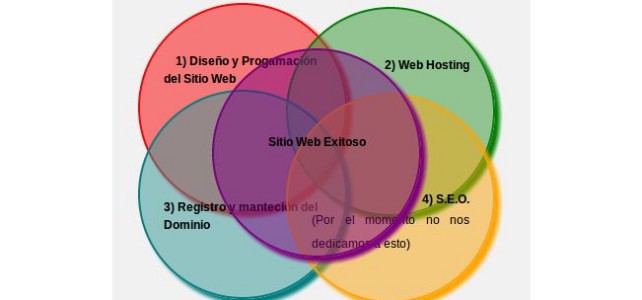 1) Diseño y Progamación
del Sitio Web
2) Web Hosting
Sitio Web Exitoso
3) Registro y manteción del
Dominio
4) S.E.O.
(Por el momento no nos
dedicamos a esto)